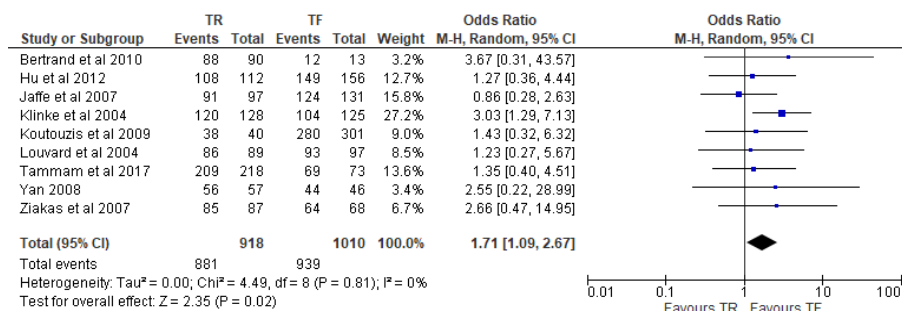 TR TF Odds Ratio Odds Ratio
Study or Subgroup Events Total Events Total Weight M-H, Random, 95% CI M-H, Random, 95% CI
Bertrand et al 2010 88 90 12 13 3.2% 3.67 [0.31, 43.57]
Hu et al 2012 108 112 149 156 12.7% 1.27 [0.36, 4.44]
Jaffe et al 2007 91 97 124 131 15.8% 0.86 [0.28, 2.63]
Klinke et al 2004 120 128 104 125 27.2% 3.03 [1.29, 7.13]
Koutouzis et al 2009 38 40 280 301 9.0% 1.43 [0.32, 6.32]
Louvard et al 2004 86 89 93 97 8.5% 1.23 [0.27, 5.67]
Tammam et al 2017 209 218 69 73 13.6% 1.35 [0.40, 4.51]
Yan 2008 56 57 44 46 3.4% 2.55 [0.22, 28.99]
Ziakas et al 2007 85 87 64 68 6.7% 2.66 [0.47, 14.95]
Total (95% CI) 918 1010 100.0% 1.71 [1.09, 2.67]
Total events 881 939
Heterogeneity: Tau² = 0.00; Chi² = 4.49, df = 8 (P = 0.81); I² = 0%
Test for overall effect: Z = 2.35 (P = 0.02)
0.01 0.1 1 10 100
Favours TR Favours TF